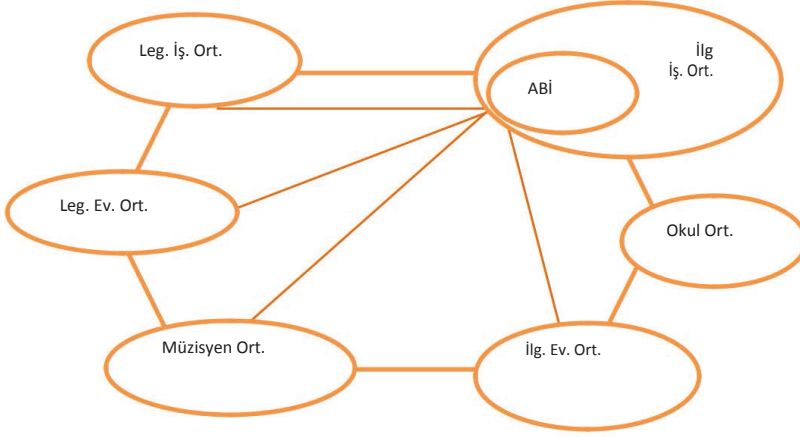 Leg. İş. Ort.
İlg
İş. Ort.
ABİ
Leg. Ev. Ort.
Okul Ort.
Müzisyen Ort.
İlg. Ev. Ort.